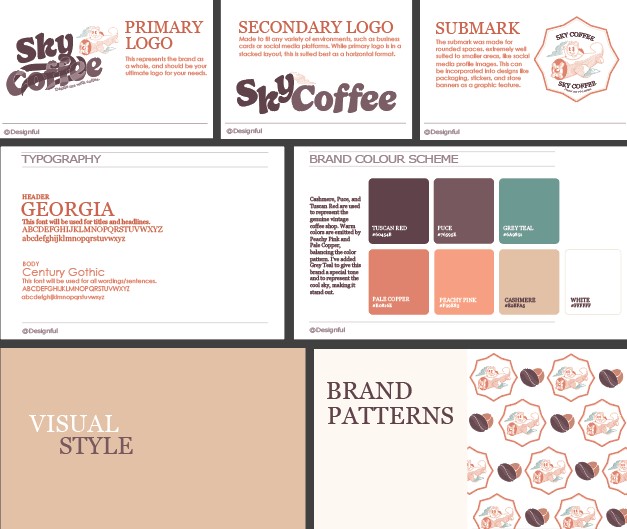 Sky
Coffee
PRIMARY
LOGO
This represents the brand as
a whole, and should be your
ultimate logo for your needs.
@Designful
SECONDARY LOGO
Made to fit any variety of environments, such as business
cards or social media platforms. While primary logo is in a
stacked layout, this is suited best as a horizontal format.
SkyCoffee
@Designful
SUBMARK
The submark was made for
rounded spaces, extremely well
suited to smaller areas, like social
media profile images. This can
be incorporated into designs like
packaging, stickers, and store
banners as a graphic feature.
SKY COFFEE
SKY COFFEE
@Designful
TYPOGRAPHY
HEADER
GEORGIA
This font will be used for titles and headlines.
ABCDEFGHIJKLMNOPQRSTUVWXYZ
abcdefghijklmnopqrstuvwxyz
BODY
Century Gothic
This font will be used for all wordings/sentences.
ABCDEFGHIJKLMNOPQRSTUVWXYZ
abcdefghijklmnopqrstuvwxyz
@Designful
BRAND COLOUR SCHEME
Cashmere, Puce, and
Tuscan Red are used
to represent the
genuine vintage
coffee shop. Warm
colors are emitted by
Peachy Pink and
Pale Copper,
balancing the color
pattern. I've added
Grey Teal to give this
brand a special tone
and to represent the
cool sky, making it
stand out.
TUSCAN RED
PUCE
GREY TEAL
PALE COPPER
PEACHY PINK
CASHMERE
WHITE
#FFFFFF
@Designful
VISUAL
STYLE
BRAND
PATTERNS